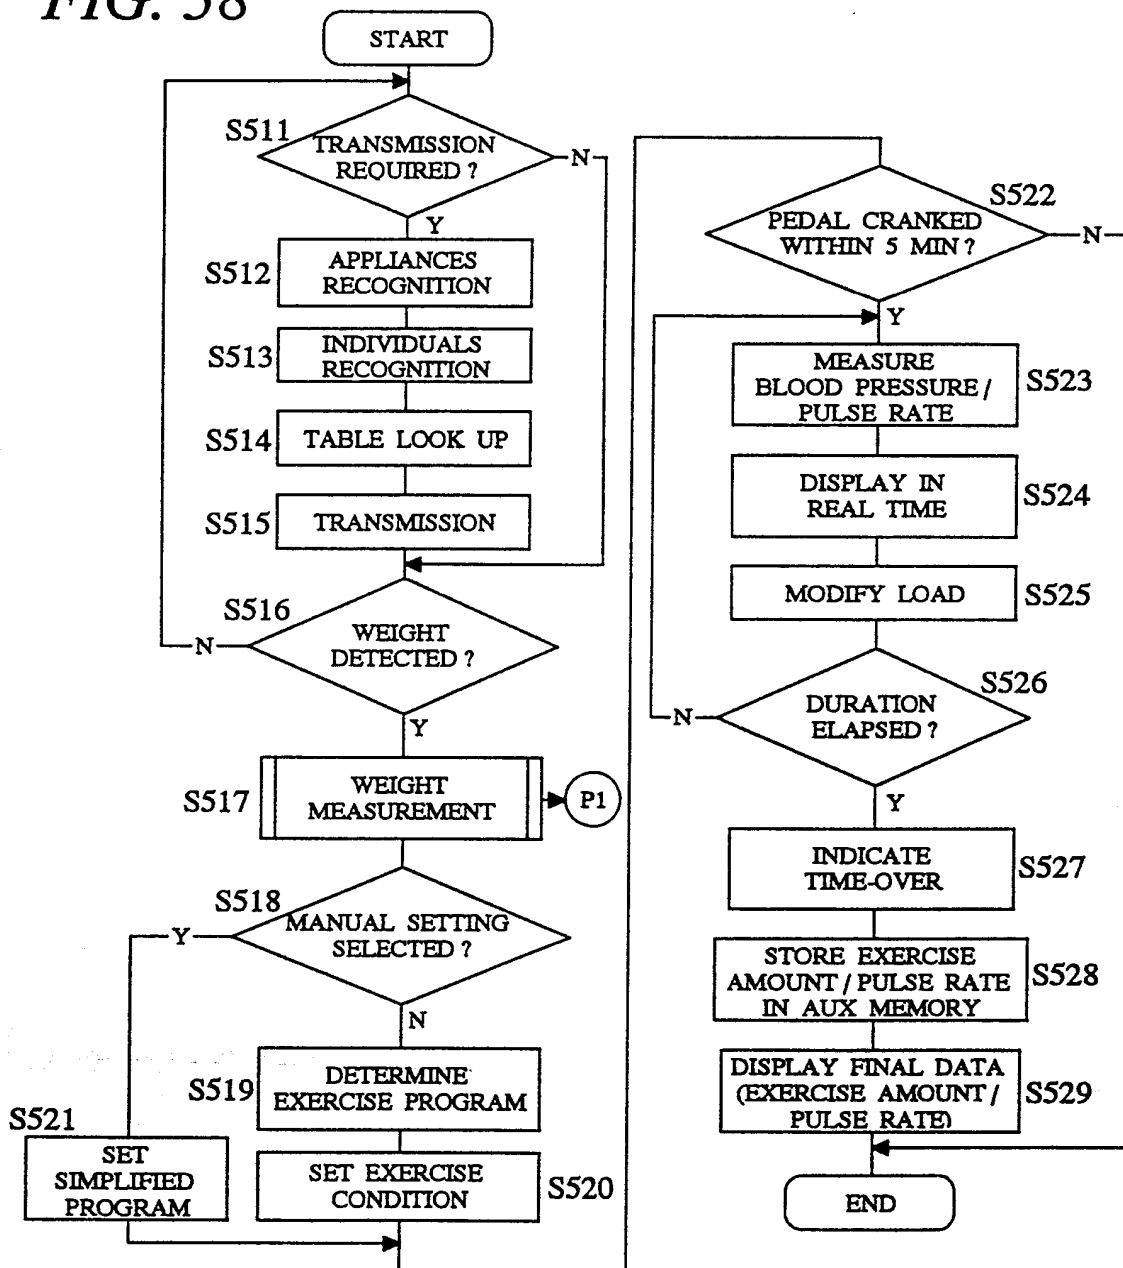 FIG. 58
START
S511
TRANSMISSION
REQUIRED ?
N
Y
S512
APPLIANCES
RECOGNITION
S513
INDIVIDUALS
RECOGNITION
S514
TABLE LOOK UP
S515
TRANSMISSION
S516
WEIGHT
DETECTED ?
N
Y
S517
WEIGHT
MEASUREMENT
P1
S518
MANUAL SETTING
SELECTED ?
Y
N
S519
DETERMINE
EXERCISE PROGRAM
S521
SET
SIMPLIFIED
PROGRAM
SET EXERCISE
CONDITION
S520
S522
PEDAL CRANKED
WITHIN 5 MIN ?
N
Y
MEASURE
BLOOD PRESSURE /
PULSE RATE
S523
DISPLAY IN
REAL TIME
S524
MODIFY LOAD
S525
S526
DURATION
ELAPSED ?
N
Y
INDICATE
TIME-OVER
S527
STORE EXERCISE
AMOUNT / PULSE RATE
IN AUX MEMORY
S528
DISPLAY FINAL DATA
(EXERCISE AMOUNT /
PULSE RATE)
S529
END